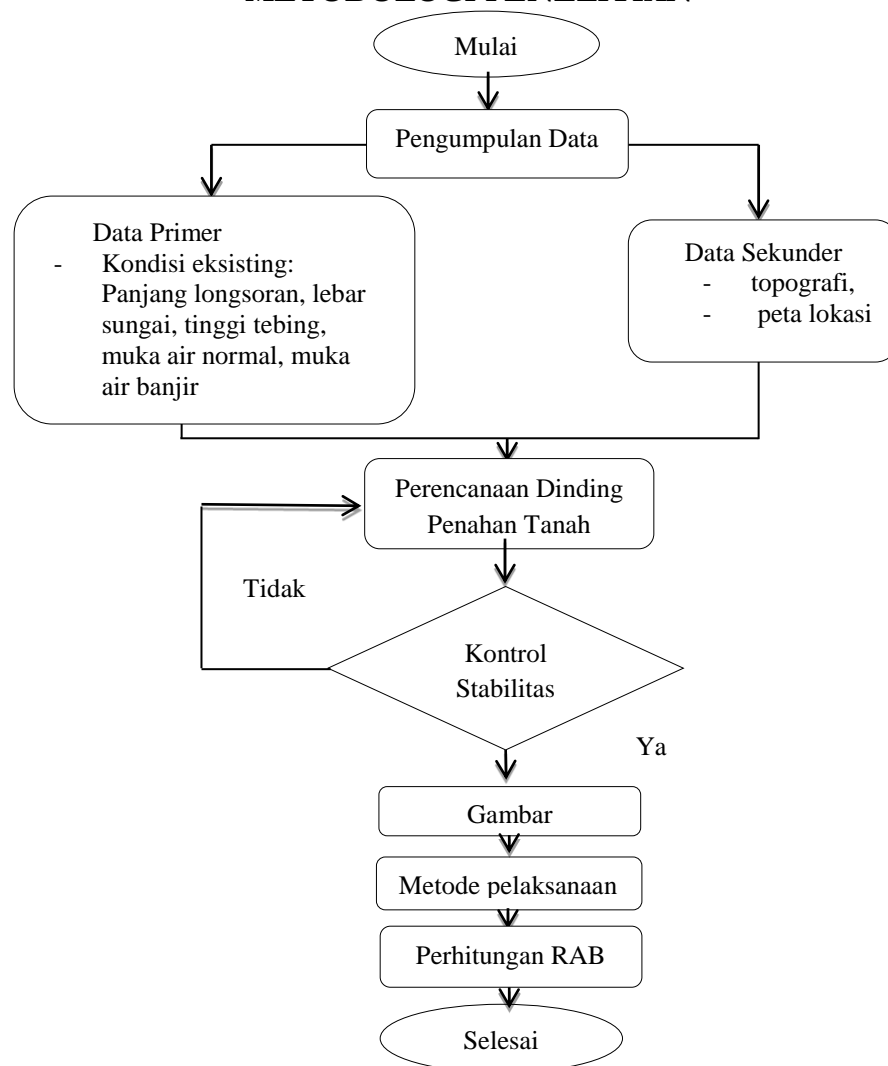 Mulai
Pengumpulan Data
Data Primer
- Kondisi eksisting:
Panjang longsoran, lebar
sungai, tinggi tebing,
muka air normal, muka
air banjir
Data Sekunder
- topografi,
- peta lokasi
Perencanaan Dinding
Penahan Tanah
Tidak
Kontrol
Stabilitas
Ya
Gambar
Metode pelaksanaan
Perhitungan RAB
Selesai